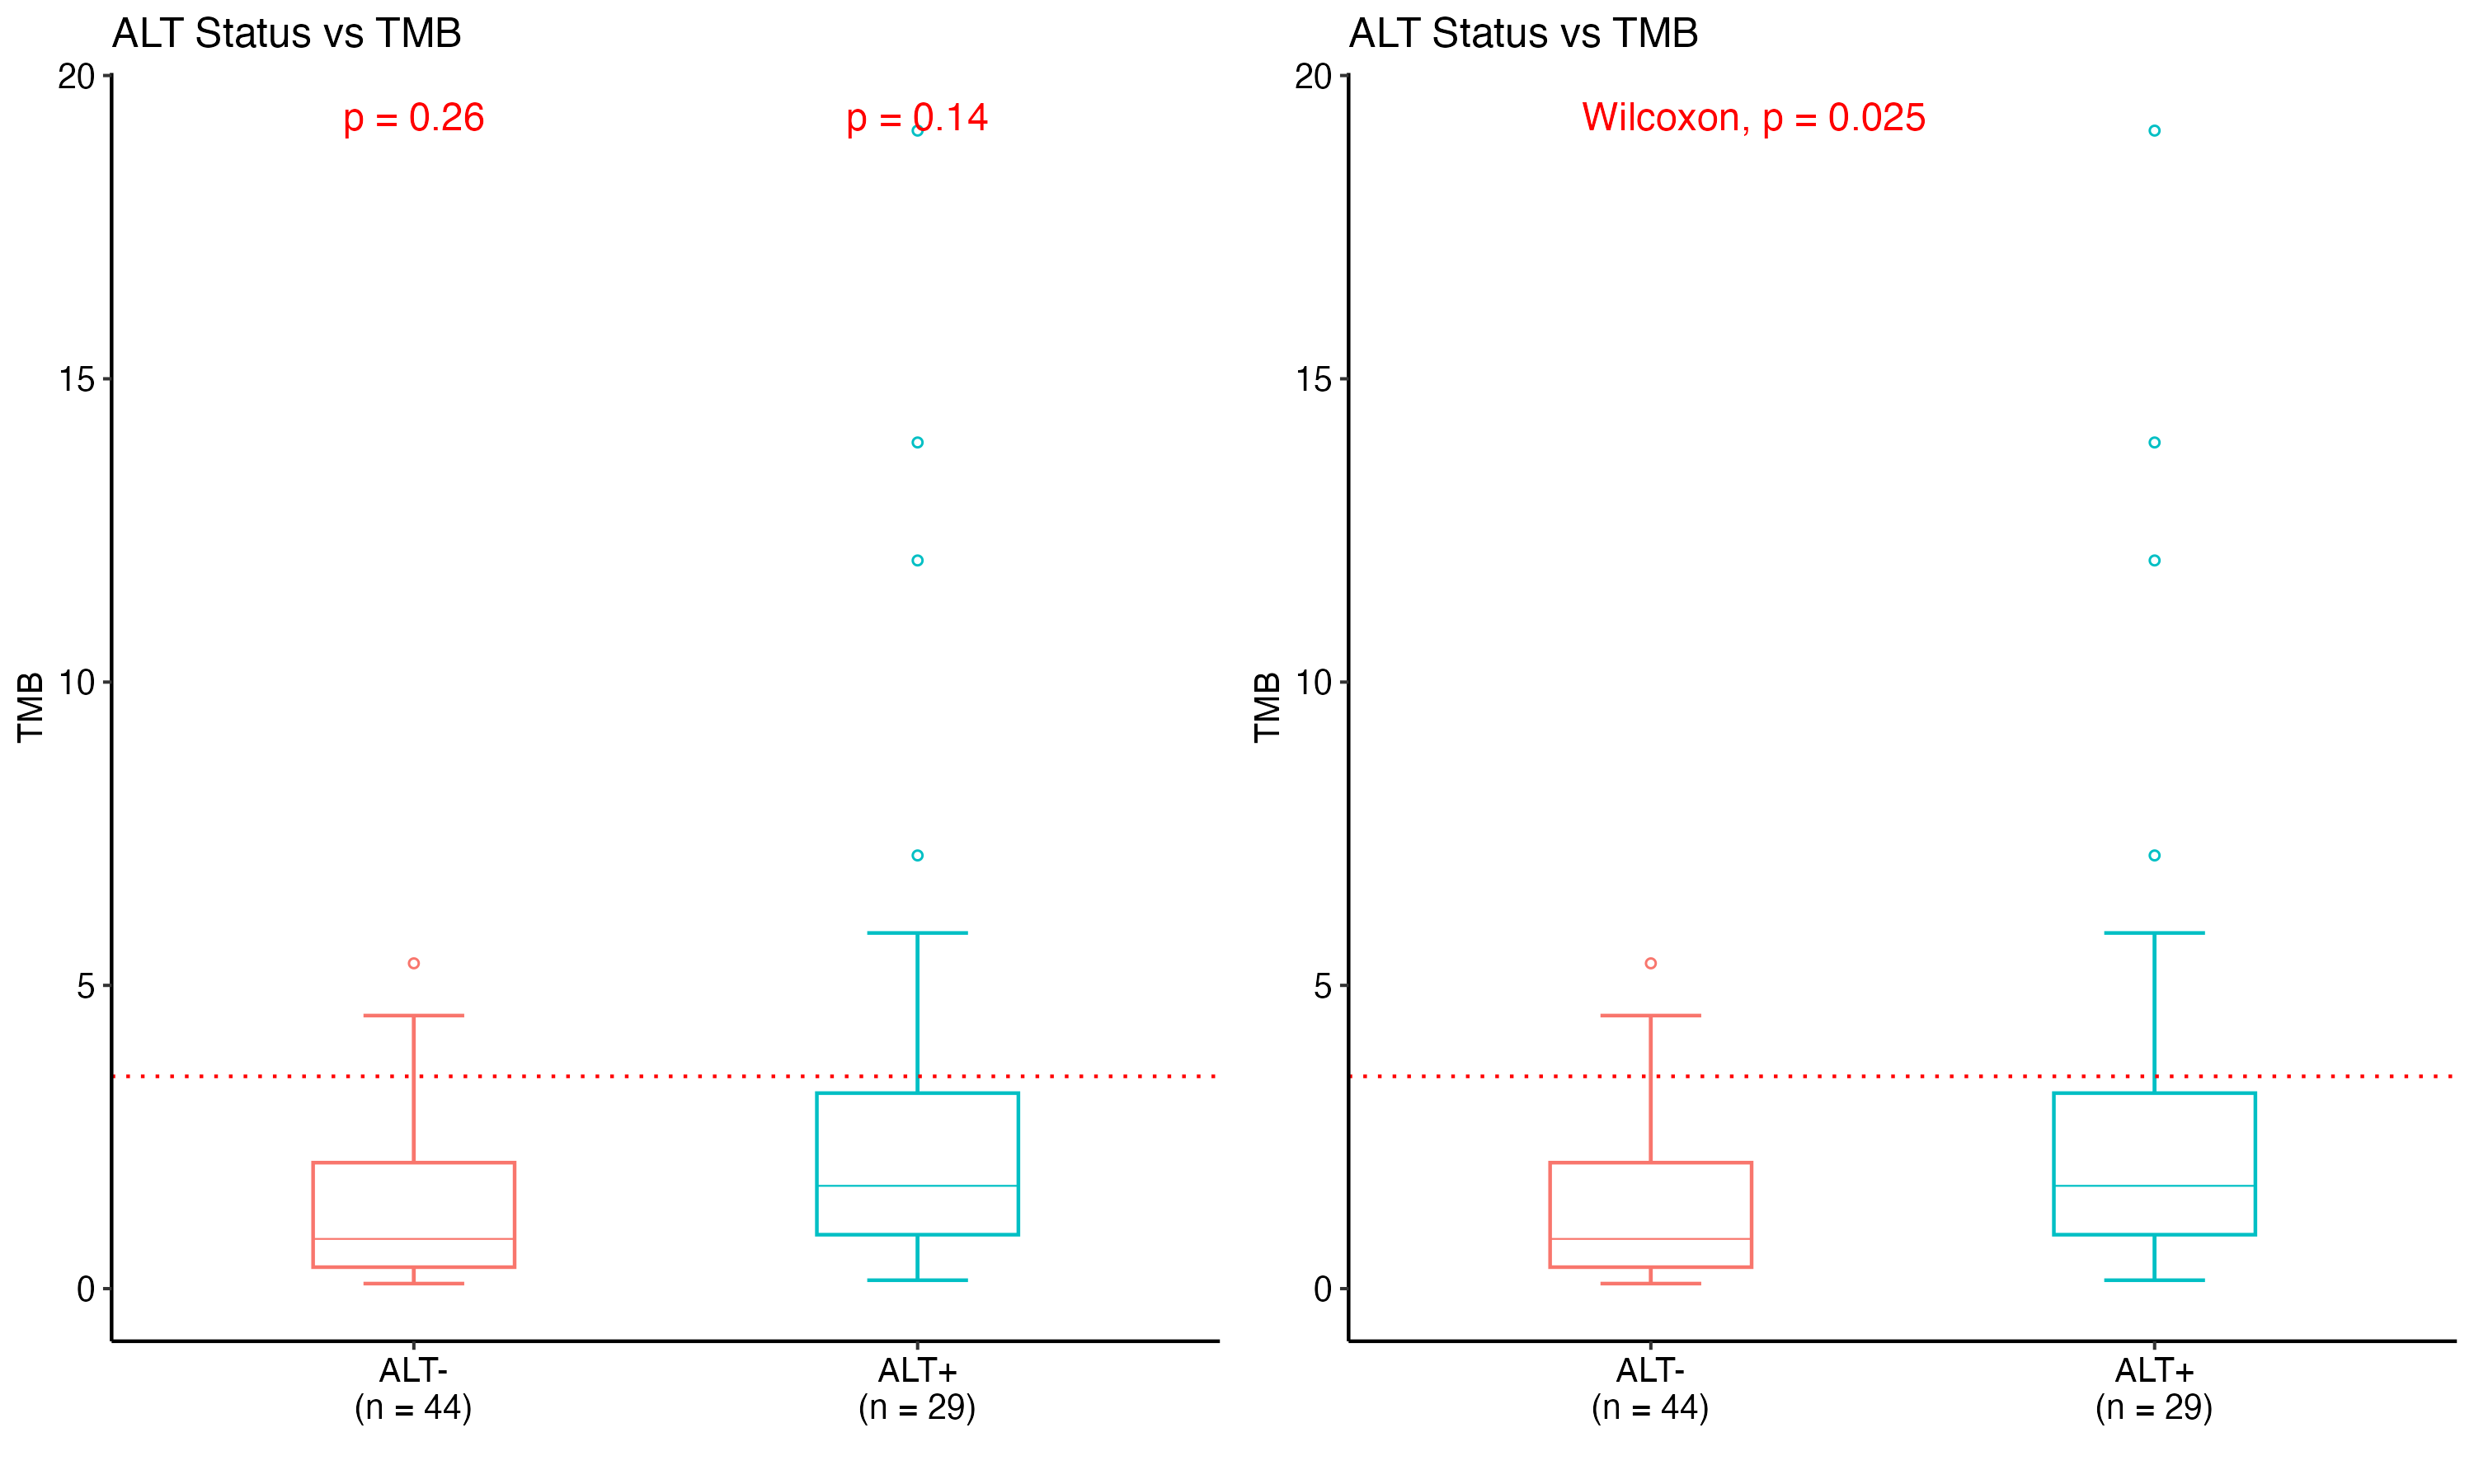 ALT Status vs TMB
20
p = 0.26
p = 0.14
15
10
TMB
5
0
ALT-
(n = 44)
ALT+
(n = 29)
ALT Status vs TMB
20
Wilcoxon, p = 0.025
15
10
TMB
5
0
ALT-
(n = 44)
ALT+
(n = 29)